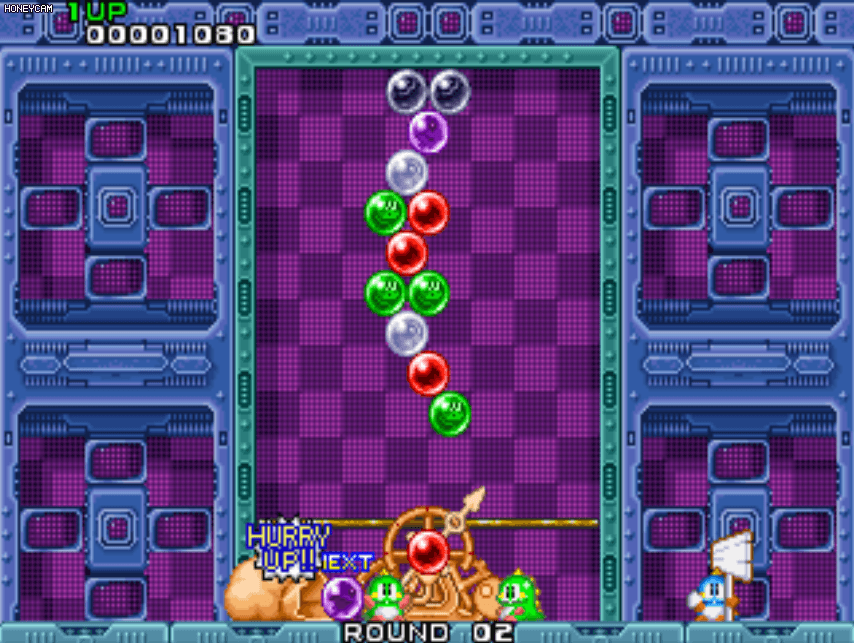 HONEYCAM
1UP
00001080
HURRY
UP!! NEXT
ROUND 02